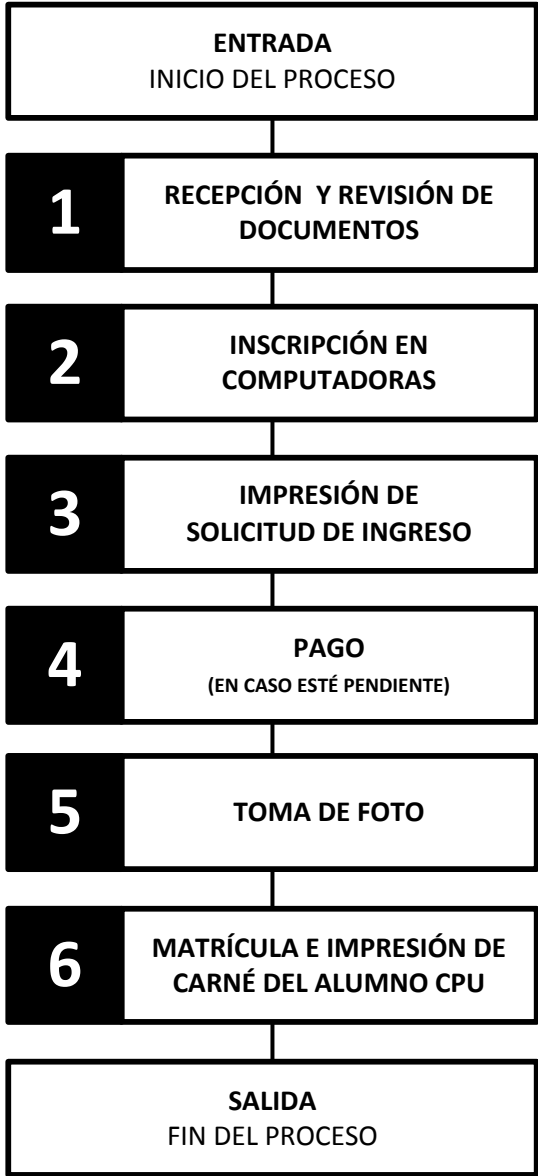 ENTRADA
INICIO DEL PROCESO
1
RECEPCIÓN Y REVISIÓN DE
DOCUMENTOS
2
INSCRIPCIÓN EN
COMPUTADORAS
3
IMPRESIÓN DE
SOLICITUD DE INGRESO
4
PAGO
(EN CASO ESTÉ PENDIENTE)
5
TOMA DE FOTO
6
MATRÍCULA E IMPRESIÓN DE
CARNÉ DEL ALUMNO CPU
SALIDA
FIN DEL PROCESO